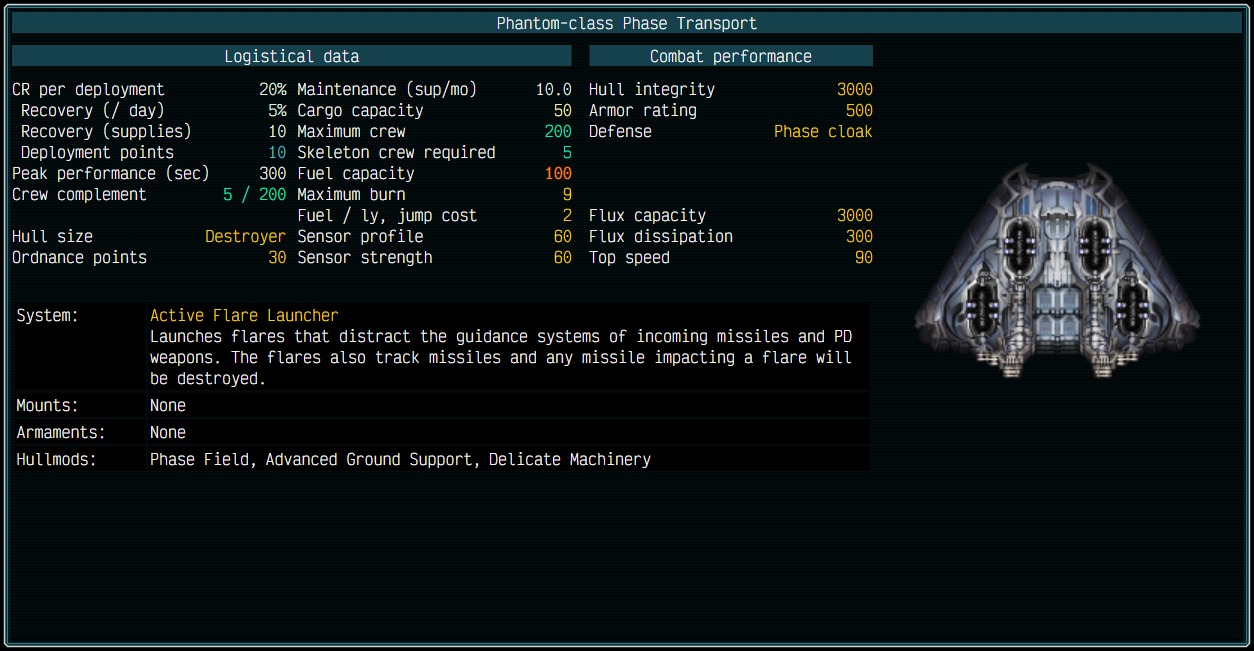 Phantom-class Phase Transport
Logistical data
Combat performance
CR per deployment 20% Maintenance (sup/mo) 10.0 Hull integrity 3000
Recovery (/ day) 5% Cargo capacity 50 Armor rating 500
Recovery (supplies) 10 Maximum crew 200 Defense Phase cloak
Deployment points 10 Skeleton crew required 5
Peak performance (sec) 300 Fuel capacity 100
Crew complement 5 / 200 Maximum burn 9
Fuel / ly, jump cost 2 Flux capacity 3000
Hull size Destroyer Sensor profile 60 Flux dissipation 300
Ordnance points 30 Sensor strength 60 Top speed 90
System: Active Flare Launcher
Launches flares that distract the guidance systems of incoming missiles and PD
weapons. The flares also track missiles and any missile impacting a flare will
be destroyed.
Mounts: None
Armaments: None
Hullmods: Phase Field, Advanced Ground Support, Delicate Machinery